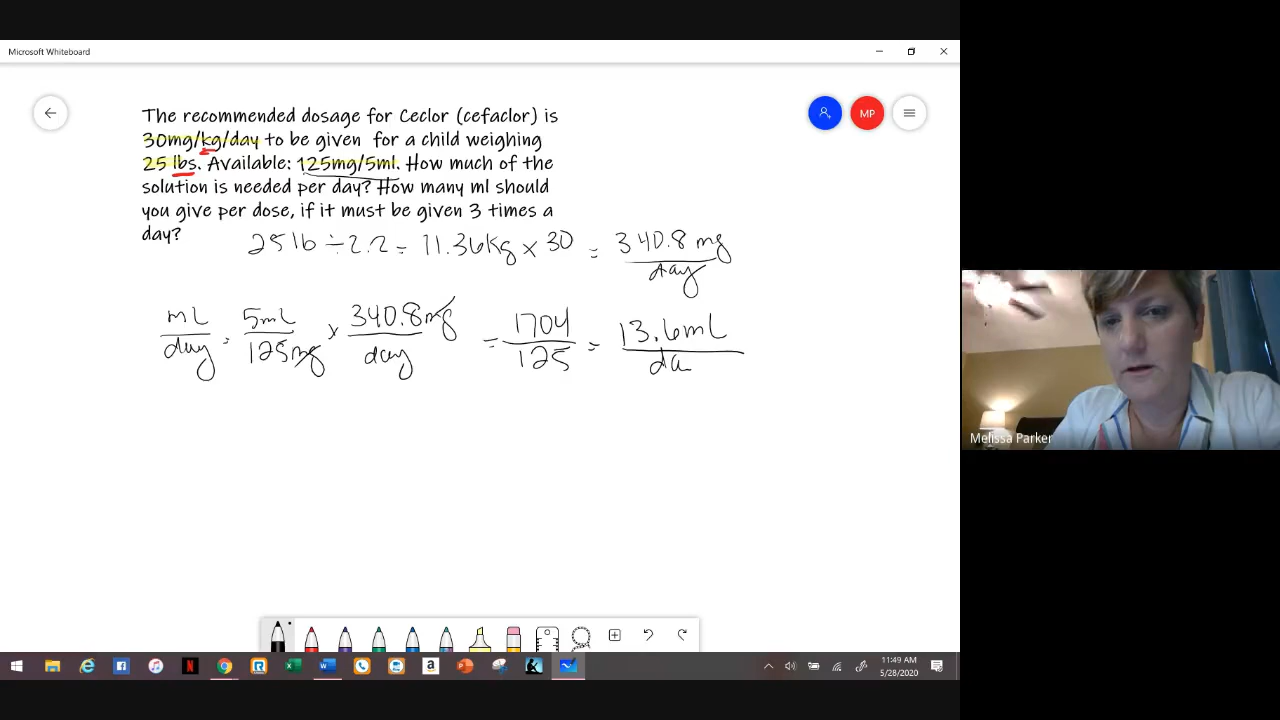 Microsoft Whiteboard
MP
The recommended dosage for Ceclor (cefaclor) is
30mg/kg/day to be given for a child weighing
25 lbs. Available: 125mg/5ml. How much of the
solution is needed per day? How many ml should
you give per dose, if it must be given 3 times a
day?
25 lb ÷ 2.2 = 11.36kg × 30 = 340.8 mg
day
mL = 5mL × 340.8 mg = 1704 = 13.6mL
day 125mg day 125 da
Melissa Parker
11:49 AM
5/28/2020